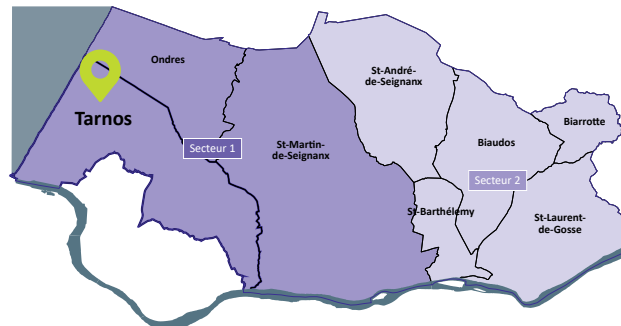 Ondres
Tarnos
Secteur 1
St-Martin-
de-Seignanx
St-André-
de-Seignanx
Biaudos
Biarrotte
Secteur 2
St-Barthélemy
St-Laurent-
de-Gosse